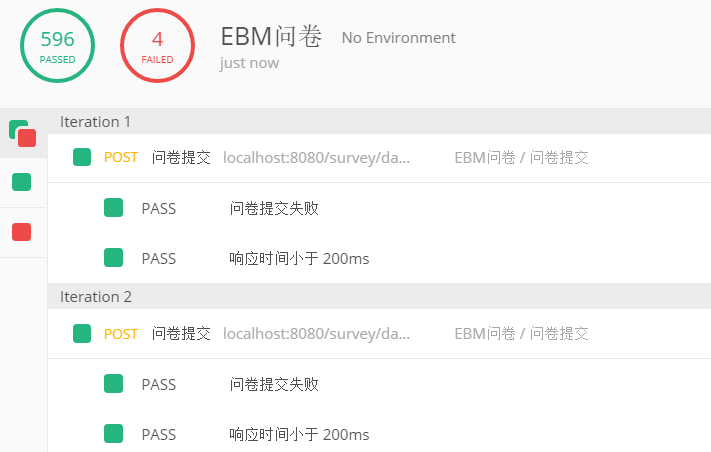 596
PASSED
4
FAILED
EBM问卷 No Environment
just now
Iteration 1
POST 问卷提交 localhost:8080/survey/da... EBM问卷 / 问卷提交
PASS 问卷提交失败
PASS 响应时间小于 200ms
Iteration 2
POST 问卷提交 localhost:8080/survey/da... EBM问卷 / 问卷提交
PASS 问卷提交失败
PASS 响应时间小于 200ms